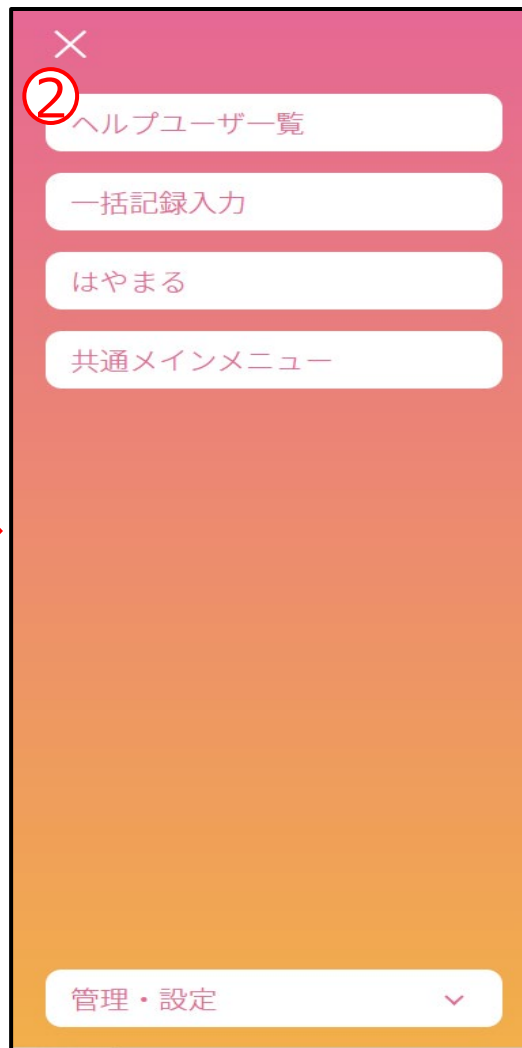 ②
ヘルプユーザ一覧
一括記録入力
はやまる
共通メインメニュー
管理・設定